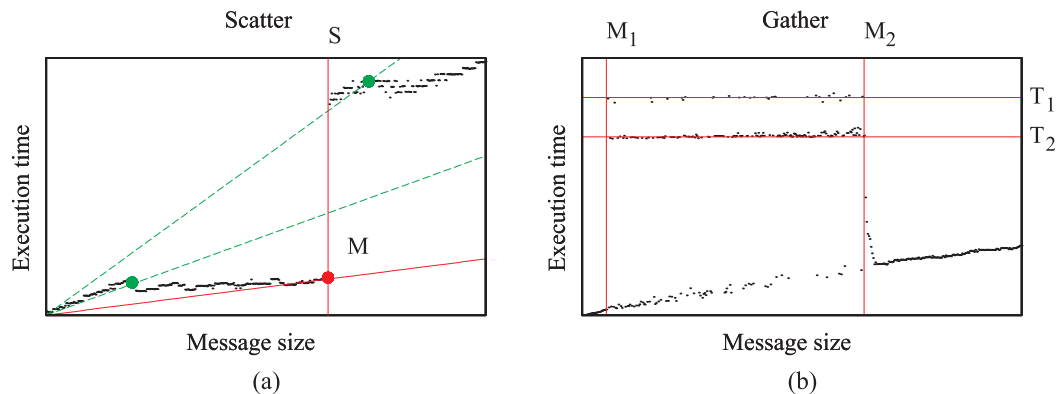 Scatter
S
M
Execution time
Message size
(a)
Gather
M1
M2
T1
T2
Execution time
Message size
(b)